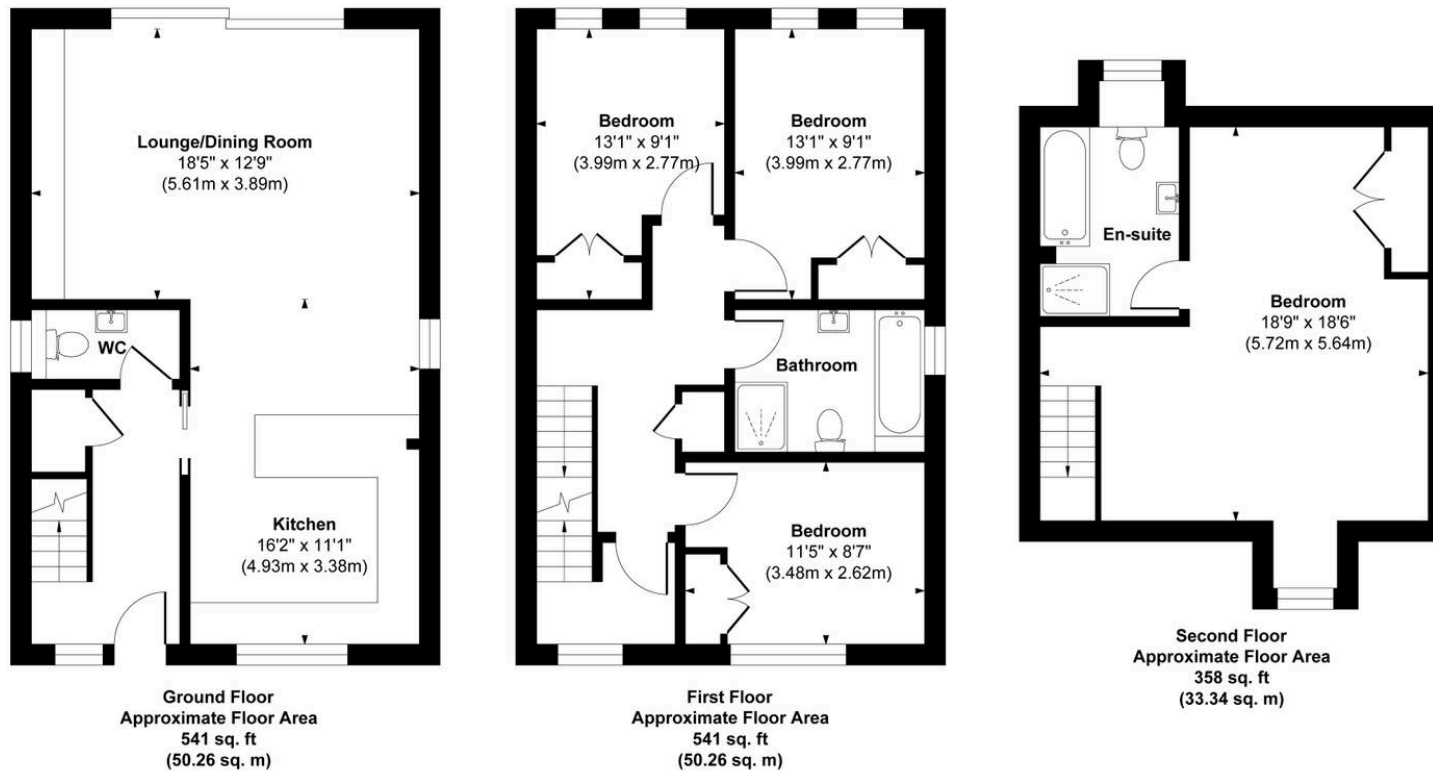 Lounge/Dining Room
18'5" x 12'9"
(5.61m x 3.89m)
WC
Kitchen
16'2" x 11'1"
(4.93m x 3.38m)
Ground Floor
Approximate Floor Area
541 sq. ft
(50.26 sq. m)
Bedroom
13'1" x 9'1"
(3.99m x 2.77m)
Bedroom
13'1" x 9'1"
(3.99m x 2.77m)
Bathroom
Bedroom
11'5" x 8'7"
(3.48m x 2.62m)
First Floor
Approximate Floor Area
541 sq. ft
(50.26 sq. m)
En-suite
Bedroom
18'9" x 18'6"
(5.72m x 5.64m)
Second Floor
Approximate Floor Area
358 sq. ft
(33.34 sq. m)